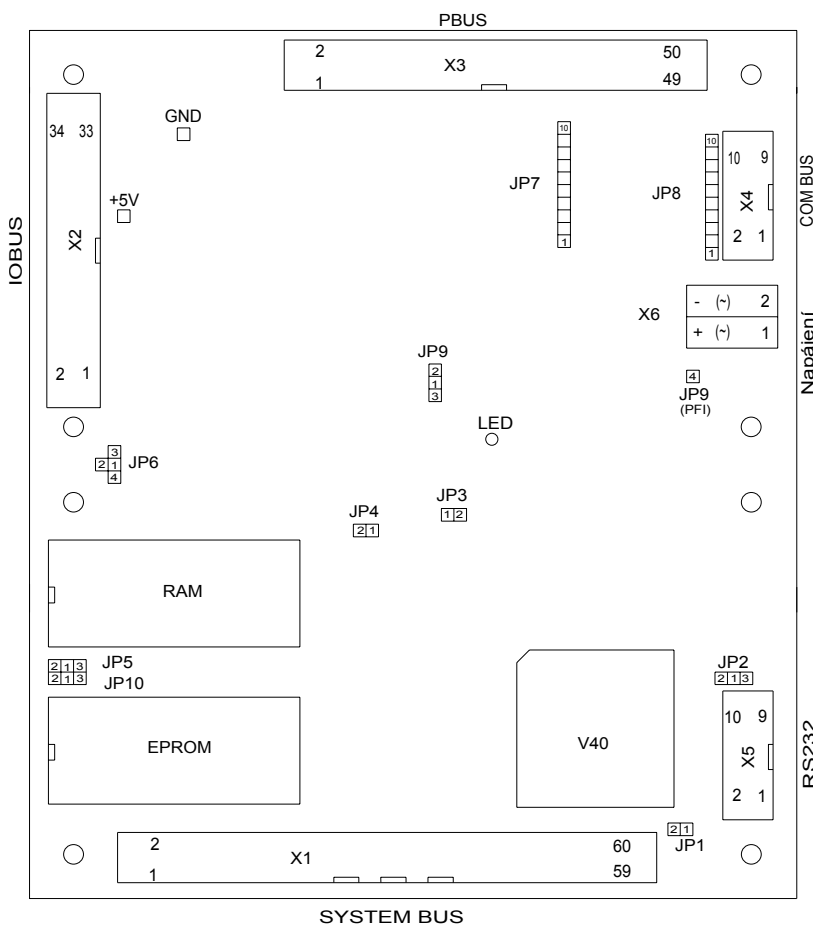 PBUS
2 50
X3
1 49
GND
34 33
10
10
10 9
JP7
JP8
X4
COM BUS
+5V
IOBUS
X2
2 1
1
1
X6
- (~) 2
+ (~) 1
Napájení
JP9
2
1
3
4
JP9
(PFI)
2 1
LED
3
2 1
4
JP6
JP3
1 2
JP4
2 1
RAM
2 1 3
JP5
2 1 3
JP10
JP2
2 1 3
EPROM
V40
10 9
X5
2 1
RS232
2 1
JP1
2 60
X1
1 59
SYSTEM BUS